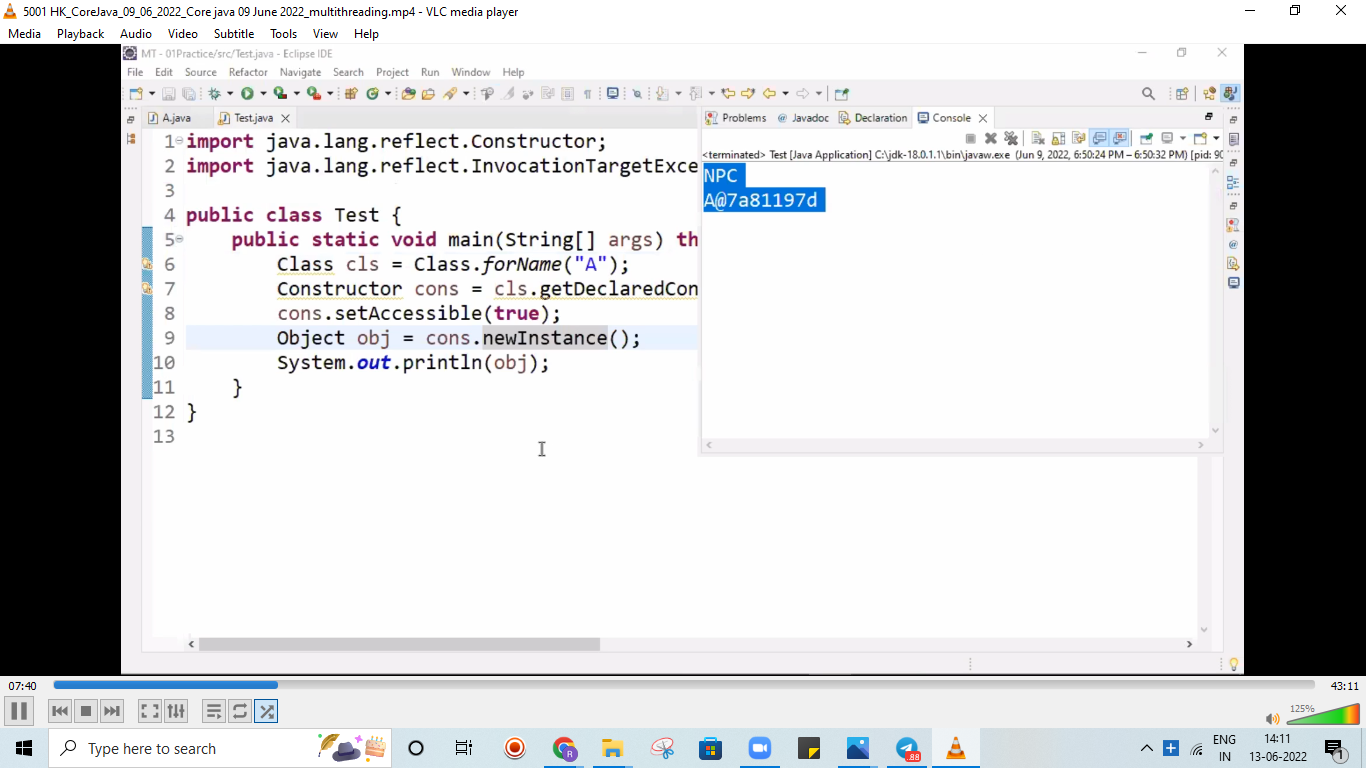 5001 HK_CoreJava_09_06_2022_Core java 09 June 2022_multithreading.mp4 - VLC media player
Media Playback Audio Video Subtitle Tools View Help
MT - 01Practice/src/Test.java - Eclipse IDE
File Edit Source Refactor Navigate Search Project Run Window Help
A.java Test.java
Problems Javadoc Declaration Console
<terminated> Test [Java Application] C:\jdk-18.0.1.1\bin\javaw.exe (Jun 9, 2022, 6:50:24 PM – 6:50:32 PM) [pid: 90
NPC
A@7a81197d
1 import java.lang.reflect.Constructor;
2 import java.lang.reflect.InvocationTargetExce
3
4 public class Test {
5 public static void main(String[] args) th
6 Class cls = Class.forName("A");
7 Constructor cons = cls.getDeclaredCon
8 cons.setAccessible(true);
9 Object obj = cons.newInstance();
10 System.out.println(obj);
11 }
12 }
13
07:40 43:11
125%
Type here to search
.88
ENG
IN
14:11
13-06-2022
1